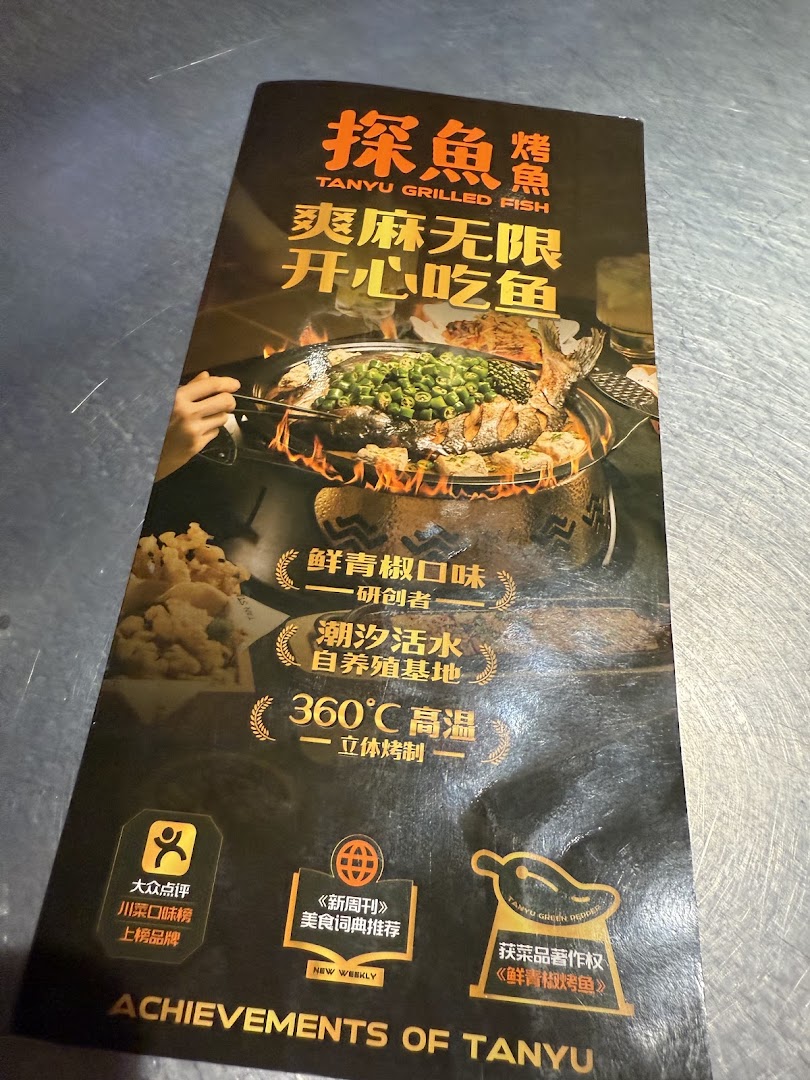 探魚 烤魚
TANYU GRILLED FISH
爽麻无限
开心吃鱼
鲜青椒口味
研创者
潮汐活水
自养殖基地
360°C 高温
立体烤制
大众点评
川菜口味榜
上榜品牌
《新周刊》
美食词典推荐
NEW WEEKLY
TANYU GREEN PEPPER
获菜品著作权
《鲜青椒烤鱼》
ACHIEVEMENTS OF TANYU